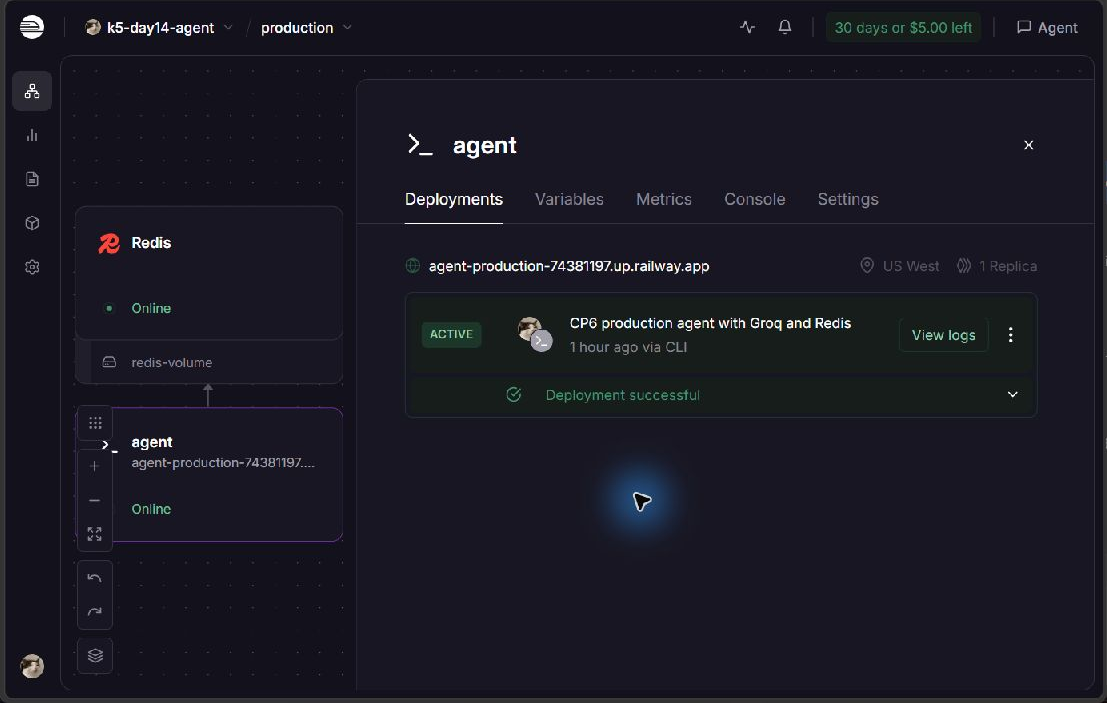 k5-day14-agent
production
30 days or $5.00 left
Agent
Redis
Online
redis-volume
agent
agent-production-74381197....
Online
agent
Deployments
Variables
Metrics
Console
Settings
agent-production-74381197.up.railway.app
US West
1 Replica
ACTIVE
CP6 production agent with Groq and Redis
1 hour ago via CLI
View logs
Deployment successful